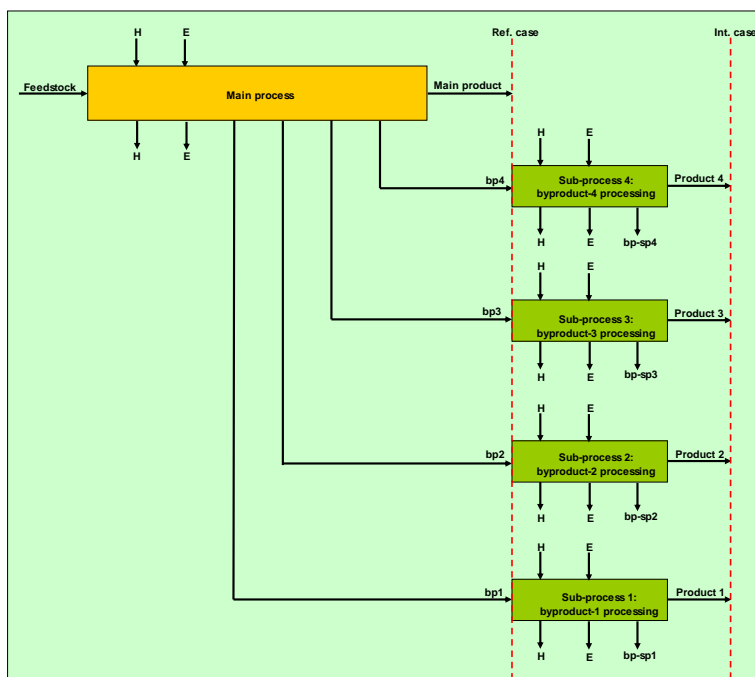 Ref. case
Int. case
H
E
Feedstock
Main process
Main product
H
E
H
E
bp4
Sub-process 4:
byproduct-4 processing
Product 4
H
E
bp-sp4
H
E
bp3
Sub-process 3:
byproduct-3 processing
Product 3
H
E
bp-sp3
H
E
bp2
Sub-process 2:
byproduct-2 processing
Product 2
H
E
bp-sp2
H
E
bp1
Sub-process 1:
byproduct-1 processing
Product 1
H
E
bp-sp1